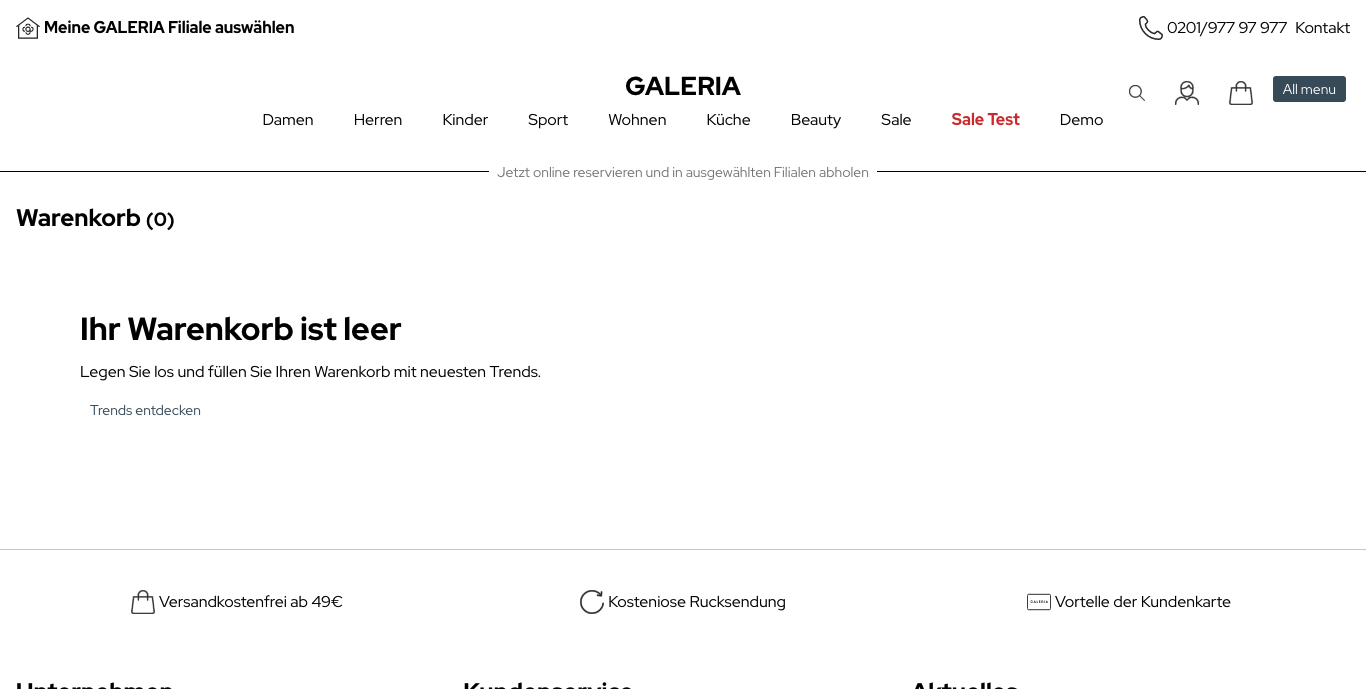 Meine GALERIA Filiale auswählen
0201/977 97 977 Kontakt
GALERIA
All menu
Damen Herren Kinder Sport Wohnen Küche Beauty Sale Sale Test Demo
Jetzt online reservieren und in ausgewählten Filialen abholen
Warenkorb (0)
Ihr Warenkorb ist leer
Legen Sie los und füllen Sie Ihren Warenkorb mit neuesten Trends.
Trends entdecken
Versandkostenfrei ab 49€
Kosteniose Rucksendung
GALERIA
Vortelle der Kundenkarte
Unternehmen Kundenservice Aktuelles